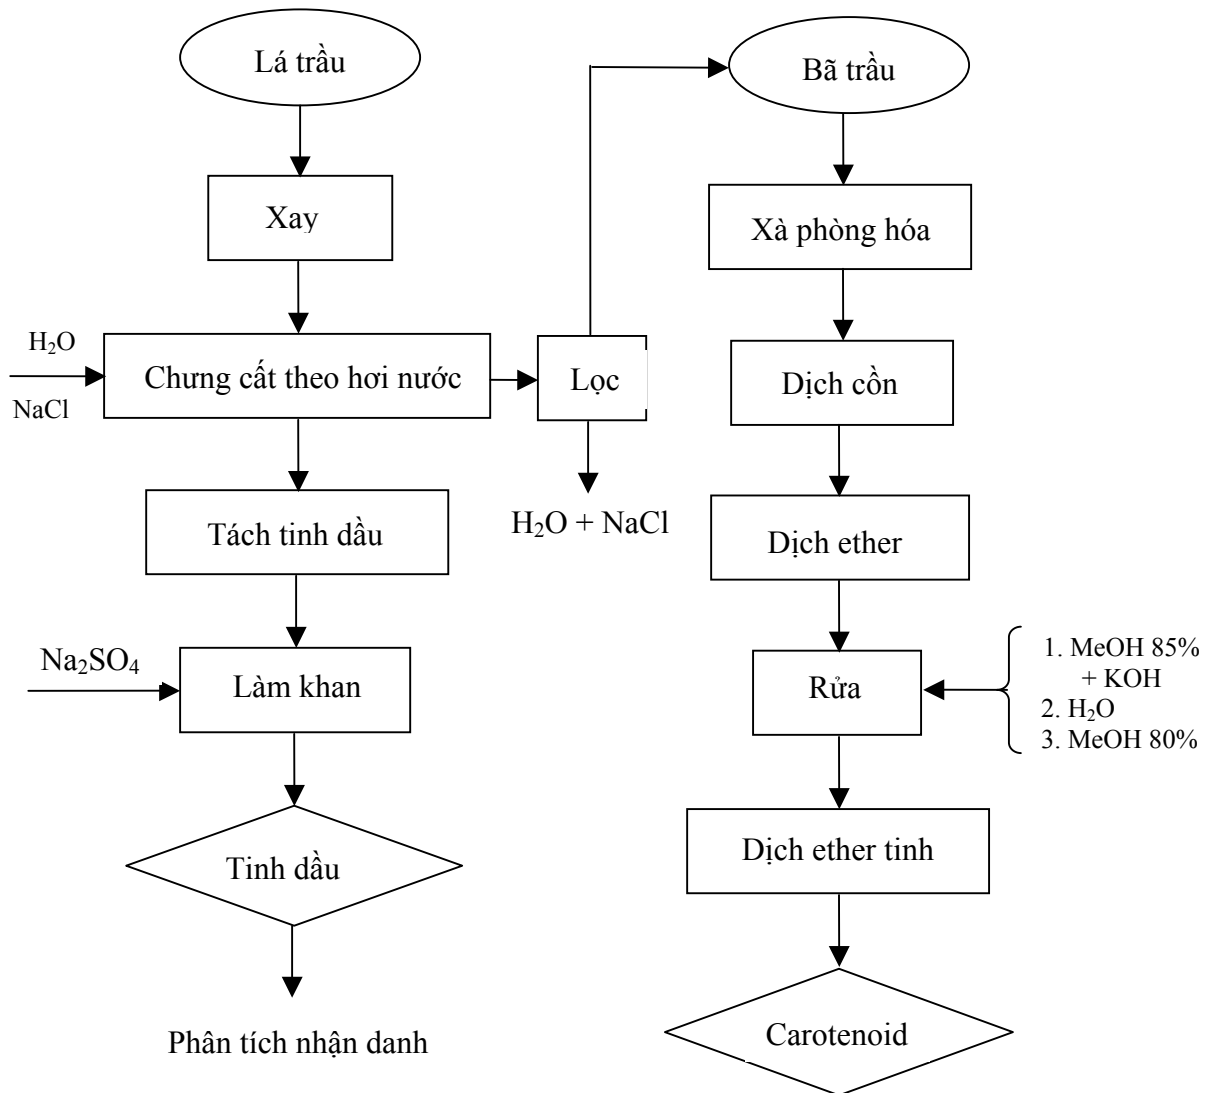 Lá trầu
Xay
H₂O
NaCl
Chưng cất theo hơi nước
Lọc
H₂O + NaCl
Tách tinh dầu
Na₂SO₄
Làm khan
Tinh dầu
Phân tích nhận danh
Bã trầu
Xà phòng hóa
Dịch cồn
Dịch ether
Rửa
1. MeOH 85%
+ KOH
2. H₂O
3. MeOH 80%
Dịch ether tinh
Carotenoid